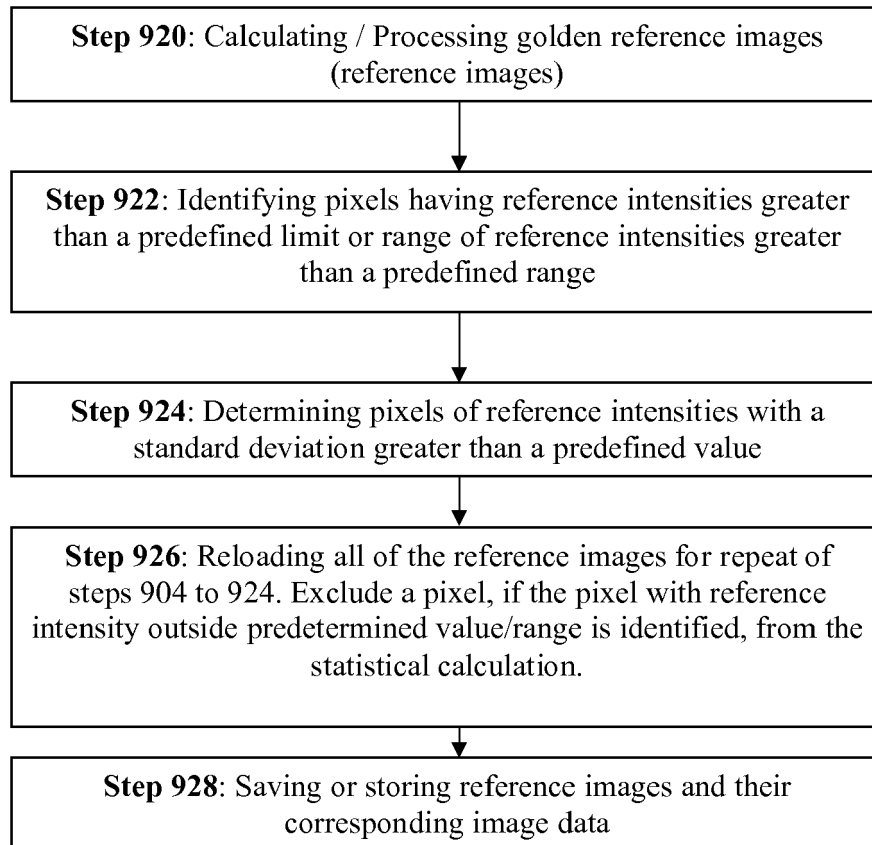 Step 920: Calculating / Processing golden reference images
(reference images)
Step 922: Identifying pixels having reference intensities greater
than a predefined limit or range of reference intensities greater
than a predefined range
Step 924: Determining pixels of reference intensities with a
standard deviation greater than a predefined value
Step 926: Reloading all of the reference images for repeat of
steps 904 to 924. Exclude a pixel, if the pixel with reference
intensity outside predetermined value/range is identified, from the
statistical calculation.
Step 928: Saving or storing reference images and their
corresponding image data